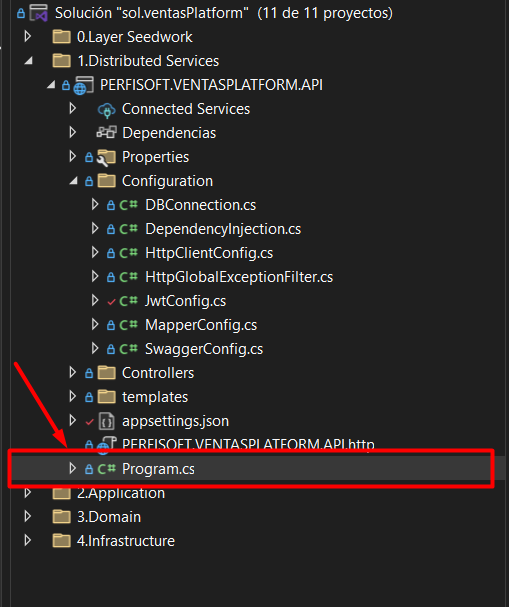 Solución "sol.ventasPlatform" (11 de 11 proyectos)
0.Layer Seedwork
1.Distributed Services
PERFISOFT.VENTASPLATFORM.API
Connected Services
Dependencias
Properties
Configuration
C# DBConnection.cs
C# DependencyInjection.cs
C# HttpClientConfig.cs
C# HttpGlobalExceptionFilter.cs
C# JwtConfig.cs
C# MapperConfig.cs
C# SwaggerConfig.cs
Controllers
templates
appsettings.json
PERFISOFT.VENTASPLATFORM.API.http
C# Program.cs
2.Application
3.Domain
4.Infrastructure